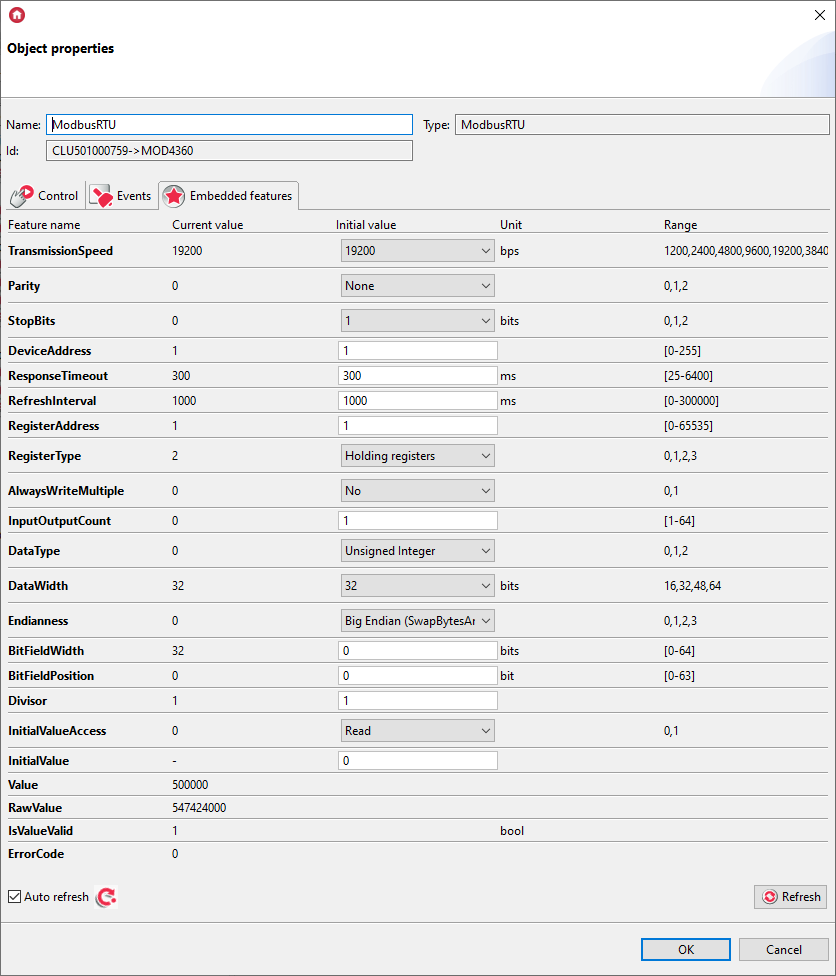 Object properties
Name: ModbusRTU Type: ModbusRTU
Id: CLU501000759->MOD4360
Control Events Embedded features
Feature name Current value Initial value Unit Range
TransmissionSpeed 19200 19200 bps 1200,2400,4800,9600,19200,3840
Parity 0 None 0,1,2
StopBits 0 1 bits 0,1,2
DeviceAddress 1 1 [0-255]
ResponseTimeout 300 300 ms [25-6400]
RefreshInterval 1000 1000 ms [0-300000]
RegisterAddress 1 1 [0-65535]
RegisterType 2 Holding registers 0,1,2,3
AlwaysWriteMultiple 0 No 0,1
InputOutputCount 0 1 [1-64]
DataType 0 Unsigned Integer 0,1,2
DataWidth 32 32 bits 16,32,48,64
Endianness 0 Big Endian (SwapBytesAr 0,1,2,3
BitFieldWidth 32 0 bits [0-64]
BitFieldPosition 0 0 bit [0-63]
Divisor 1 1
InitialValueAccess 0 Read 0,1
InitialValue - 0
Value 500000
RawValue 547424000
IsValueValid 1 bool
ErrorCode 0
Auto refresh Refresh
OK Cancel